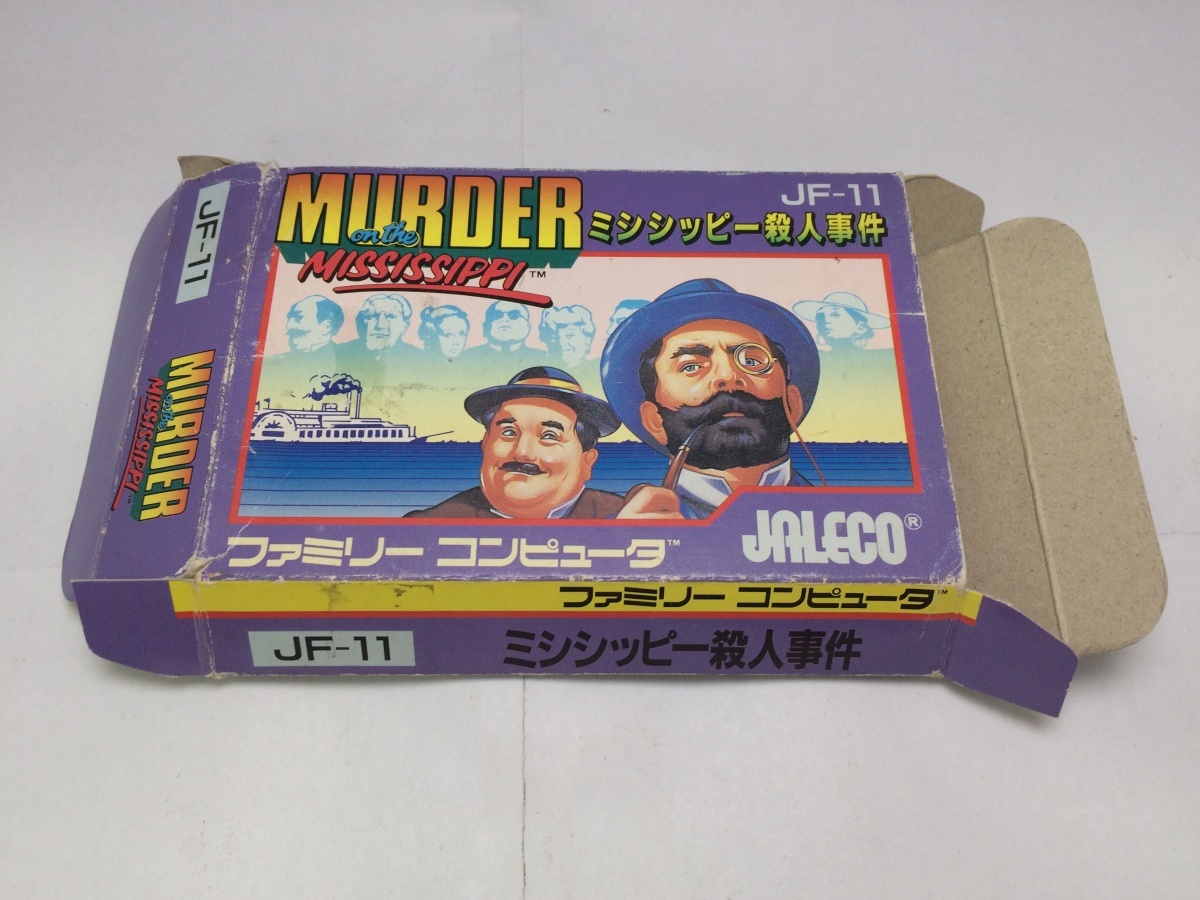 MURDER
on the
MISSISSIPPI™
JF-11
ミシシッピー殺人事件
ファミリー コンピュータ™
JALECO®
JF-11
MURDER
on the
MISSISSIPPI™
ファミリー コンピュータ™
JF-11
ミシシッピー殺人事件